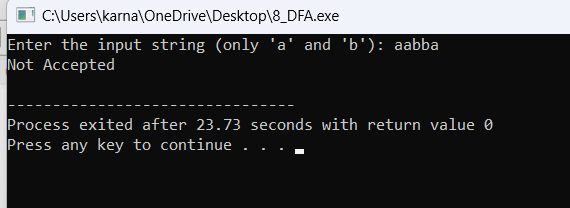 C:\Users\karna\OneDrive\Desktop\8_DFA.exe
Enter the input string (only 'a' and 'b'): aabba
Not Accepted
--------------------------------
Process exited after 23.73 seconds with return value 0
Press any key to continue . . .